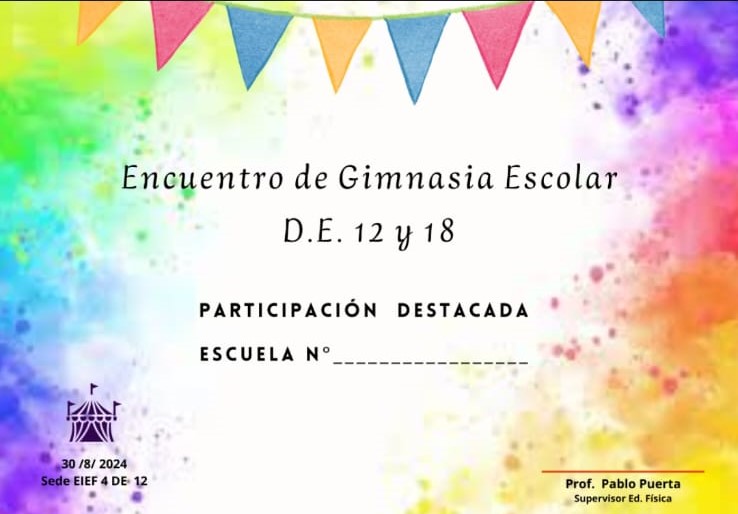 Encuentro de Gimnasia Escolar
D.E. 12 y 18
PARTICIPACIÓN DESTACADA
ESCUELA N°_________________
30 /8/ 2024
Sede EIEF 4 DE 12
Prof. Pablo Puerta
Supervisor Ed. Física